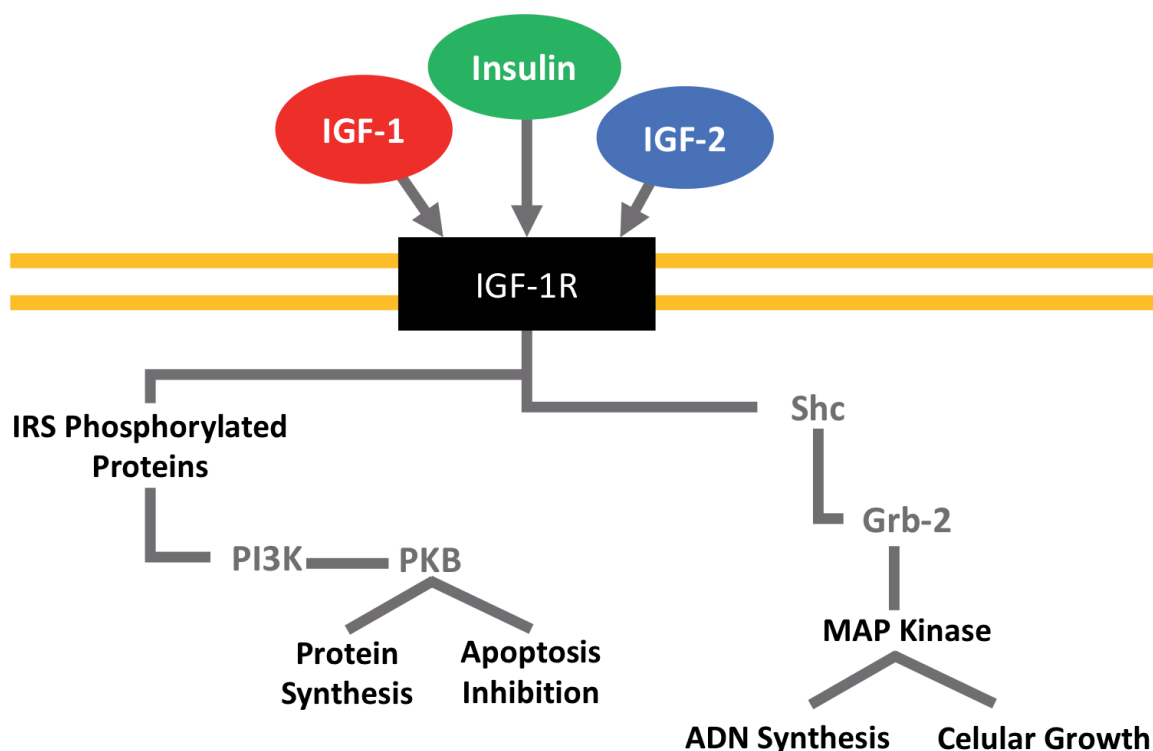 Insulin
IGF-1
IGF-2
IGF-1R
IRS Phosphorylated
Proteins
Shc
Grb-2
PI3K
PKB
Protein
Synthesis
Apoptosis
Inhibition
MAP Kinase
ADN Synthesis
Celular Growth